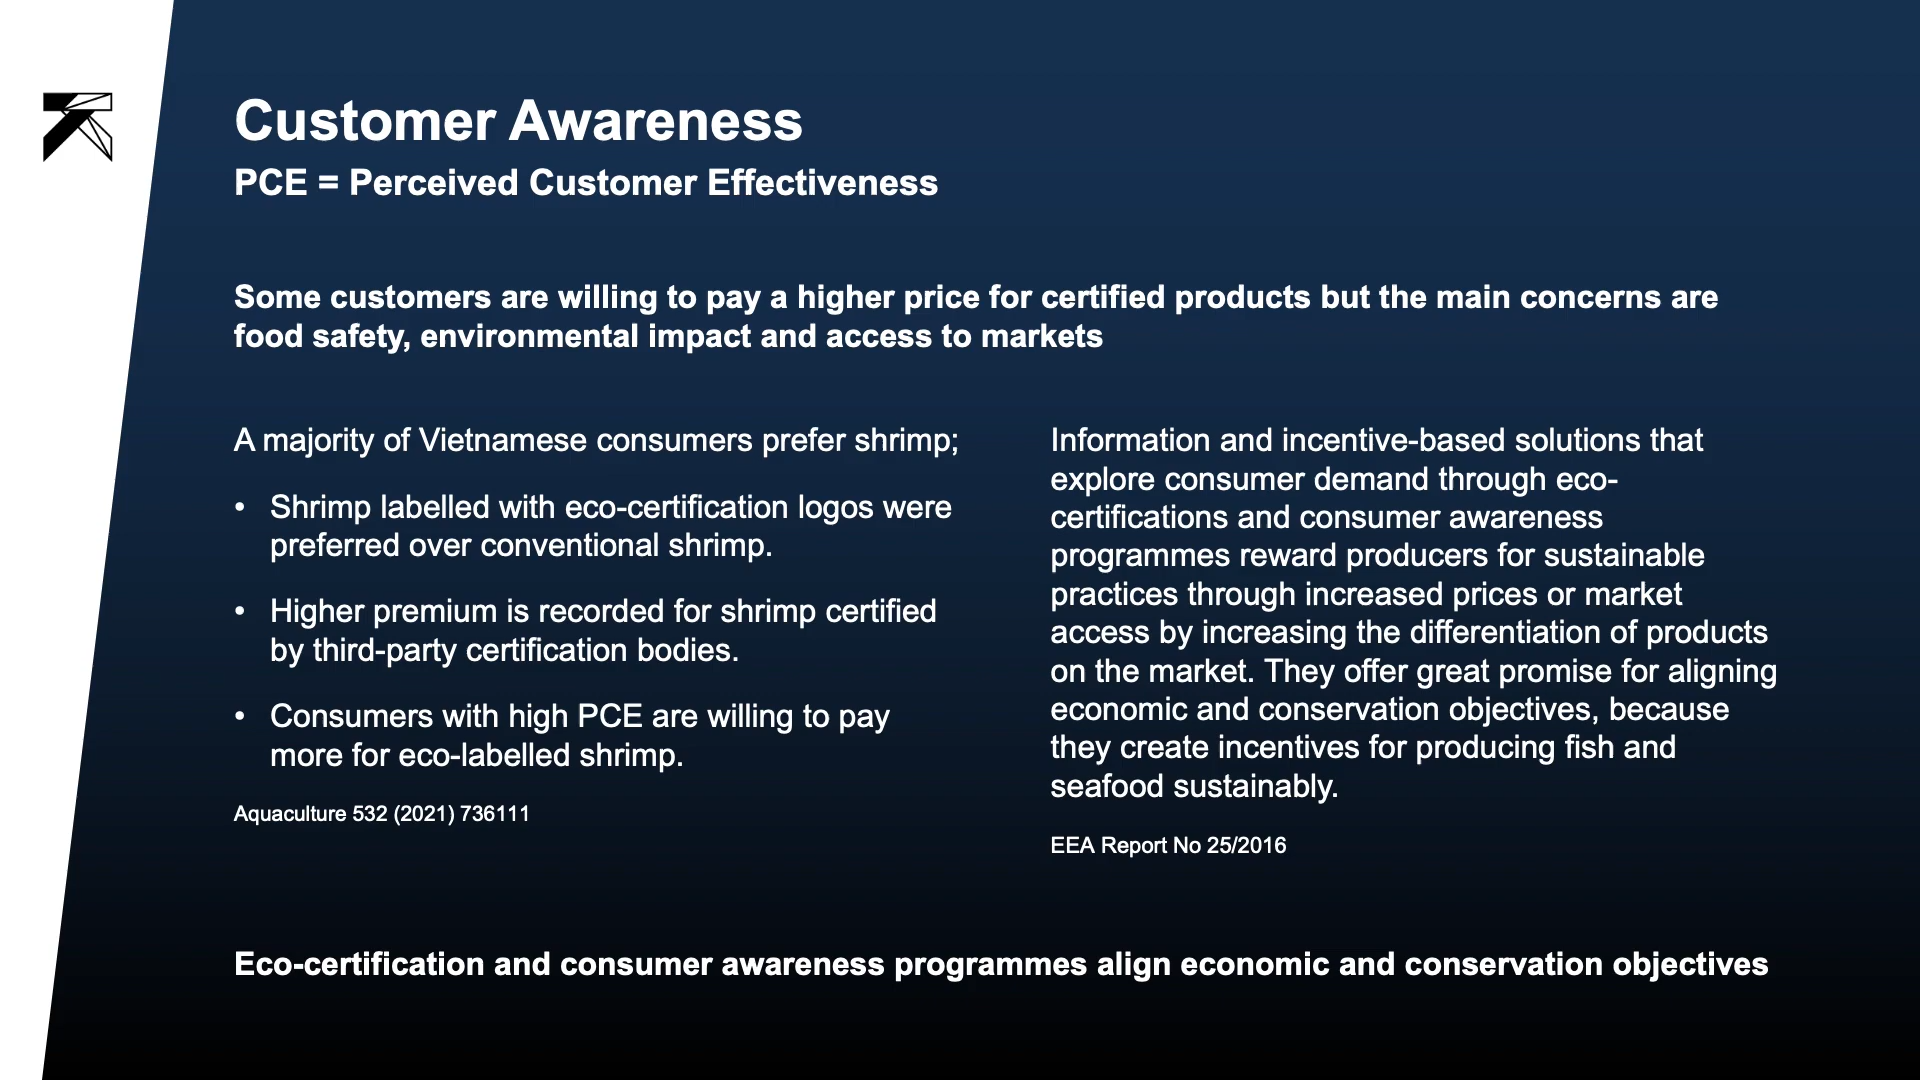 Customer Awareness
PCE = Perceived Customer Effectiveness
Some customers are willing to pay a higher price for certified products but the main concerns are
food safety, environmental impact and access to markets
A majority of Vietnamese consumers prefer shrimp;
• Shrimp labelled with eco-certification logos were
preferred over conventional shrimp.
• Higher premium is recorded for shrimp certified
by third-party certification bodies.
• Consumers with high PCE are willing to pay
more for eco-labelled shrimp.
Aquaculture 532 (2021) 736111
Information and incentive-based solutions that
explore consumer demand through eco-
certifications and consumer awareness
programmes reward producers for sustainable
practices through increased prices or market
access by increasing the differentiation of products
on the market. They offer great promise for aligning
economic and conservation objectives, because
they create incentives for producing fish and
seafood sustainably.
EEA Report No 25/2016
Eco-certification and consumer awareness programmes align economic and conservation objectives